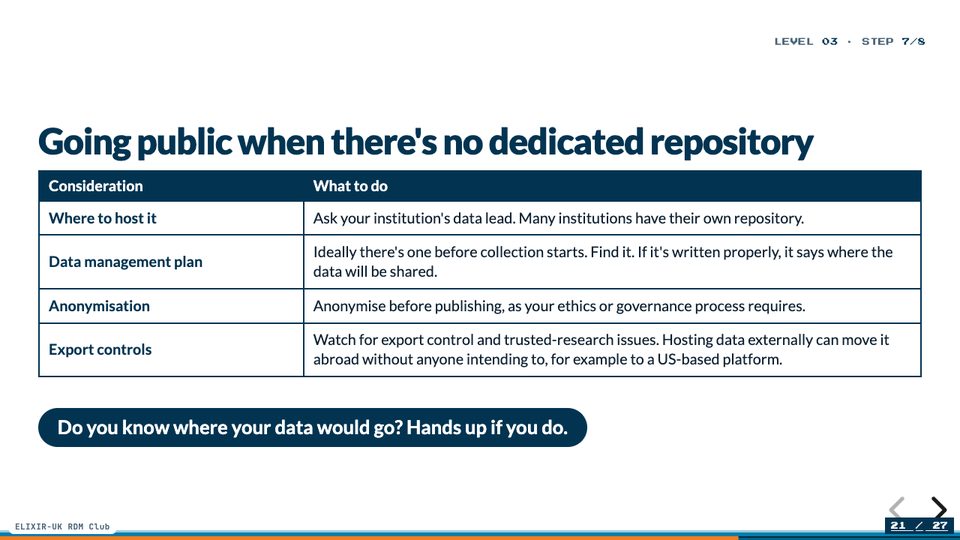 LEVEL 03 · STEP 7/8
Going public when there's no dedicated repository
Consideration What to do
Where to host it Ask your institution's data lead. Many institutions have their own repository.
Data management plan Ideally there's one before collection starts. Find it. If it's written properly, it says where the
data will be shared.
Anonymisation Anonymise before publishing, as your ethics or governance process requires.
Export controls Watch for export control and trusted-research issues. Hosting data externally can move it
abroad without anyone intending to, for example to a US-based platform.
Do you know where your data would go? Hands up if you do.
ELIXIR-UK RDM Club
21 / 27